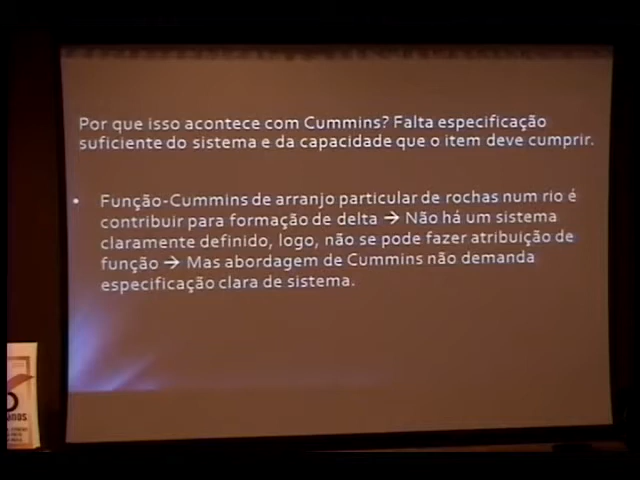 Por que isso acontece com Cummins? Falta especificação
suficiente do sistema e da capacidade que o item deve cumprir.
• Função-Cummins de arranjo particular de rochas num rio é
contribuir para formação de delta → Não há um sistema
claramente definido, logo, não se pode fazer atribuição de
função → Mas abordagem de Cummins não demanda
especificação clara de sistema.
anos